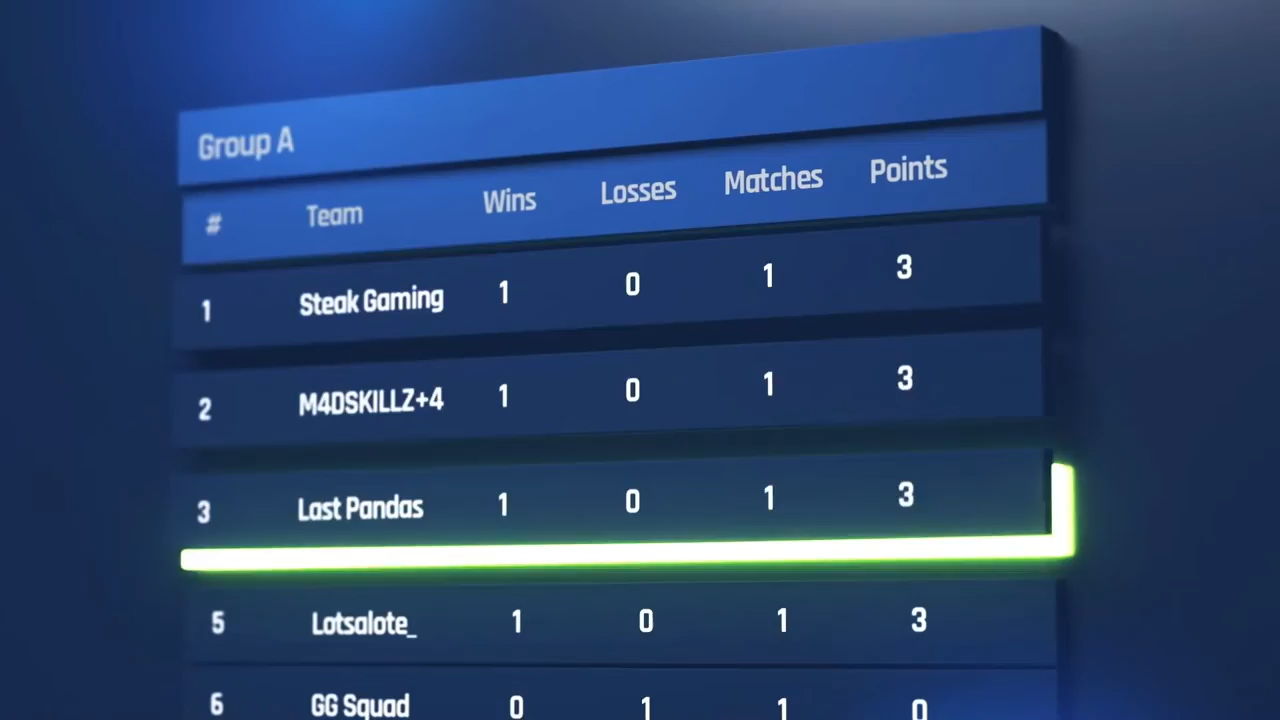 Group A
# Team Wins Losses Matches Points
1 Steak Gaming 1 0 1 3
2 M4DSKILLZ+4 1 0 1 3
3 Last Pandas 1 0 1 3
5 Lotsalote_ 1 0 1 3
6 GG Squad 0 1 1 0